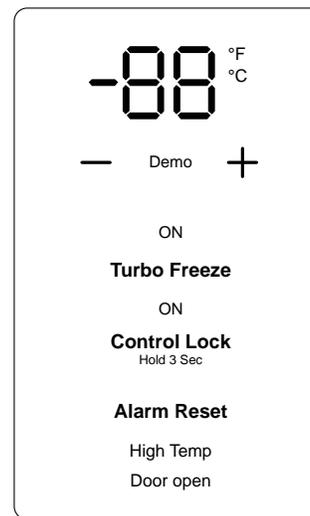 -88 °F
°C
− Demo +
ON
Turbo Freeze
ON
Control Lock
Hold 3 Sec
Alarm Reset
High Temp
Door open